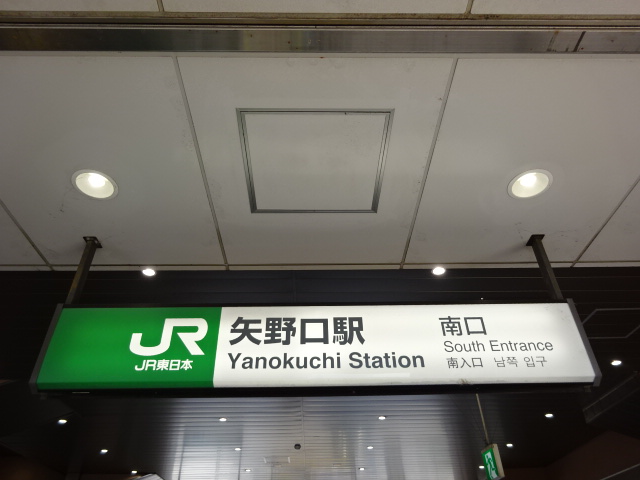 JR
JR東日本
矢野口駅
Yanokuchi Station
南口
South Entrance
南入口 남쪽 입구